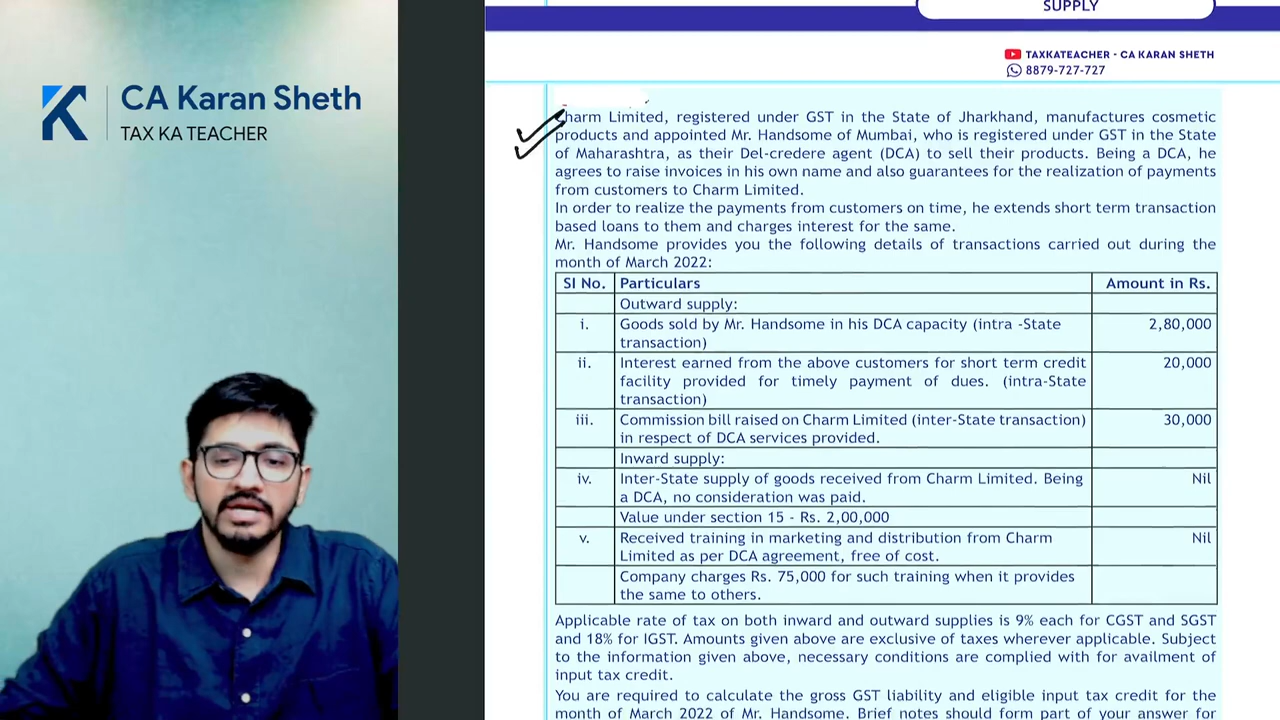 CA Karan Sheth
TAX KA TEACHER
SUPPLY
TAXKATEACHER - CA KARAN SHETH
8879-727-727
Charm Limited, registered under GST in the State of Jharkhand, manufactures cosmetic
products and appointed Mr. Handsome of Mumbai, who is registered under GST in the State
of Maharashtra, as their Del-credere agent (DCA) to sell their products. Being a DCA, he
agrees to raise invoices in his own name and also guarantees for the realization of payments
from customers to Charm Limited.
In order to realize the payments from customers on time, he extends short term transaction
based loans to them and charges interest for the same.
Mr. Handsome provides you the following details of transactions carried out during the
month of March 2022:
Sl No. Particulars Amount in Rs.
Outward supply:
i. Goods sold by Mr. Handsome in his DCA capacity (intra -State 2,80,000
transaction)
ii. Interest earned from the above customers for short term credit 20,000
facility provided for timely payment of dues. (intra-State
transaction)
iii. Commission bill raised on Charm Limited (inter-State transaction) 30,000
in respect of DCA services provided.
Inward supply:
iv. Inter-State supply of goods received from Charm Limited. Being Nil
a DCA, no consideration was paid.
Value under section 15 - Rs. 2,00,000
v. Received training in marketing and distribution from Charm Nil
Limited as per DCA agreement, free of cost.
Company charges Rs. 75,000 for such training when it provides
the same to others.
Applicable rate of tax on both inward and outward supplies is 9% each for CGST and SGST
and 18% for IGST. Amounts given above are exclusive of taxes wherever applicable. Subject
to the information given above, necessary conditions are complied with for availment of
input tax credit.
You are required to calculate the gross GST liability and eligible input tax credit for the
month of March 2022 of Mr. Handsome. Brief notes should form part of your answer for